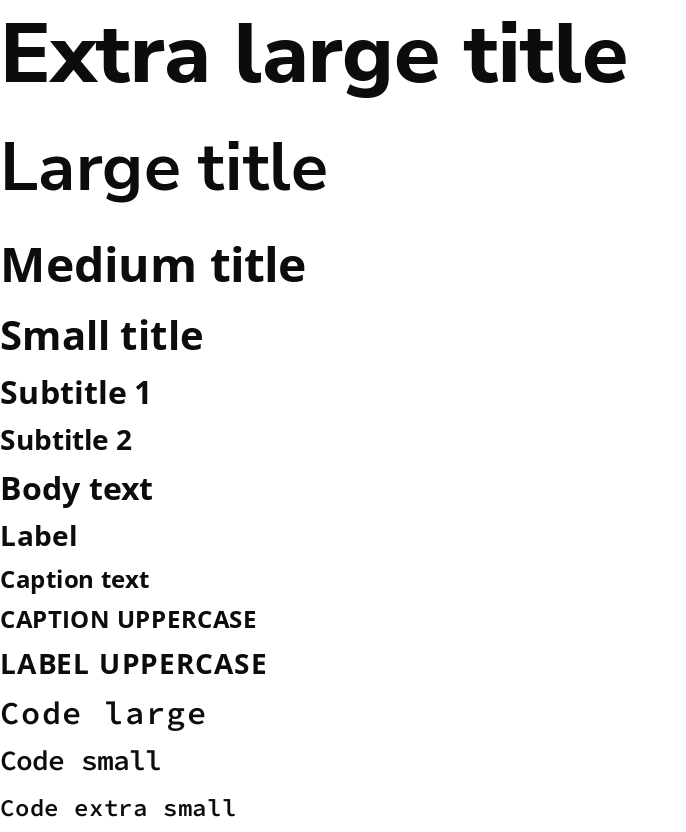 Extra large title
Large title
Medium title
Small title
Subtitle 1
Subtitle 2
Body text
Label
Caption text
CAPTION UPPERCASE
LABEL UPPERCASE
Code large
Code small
Code extra small